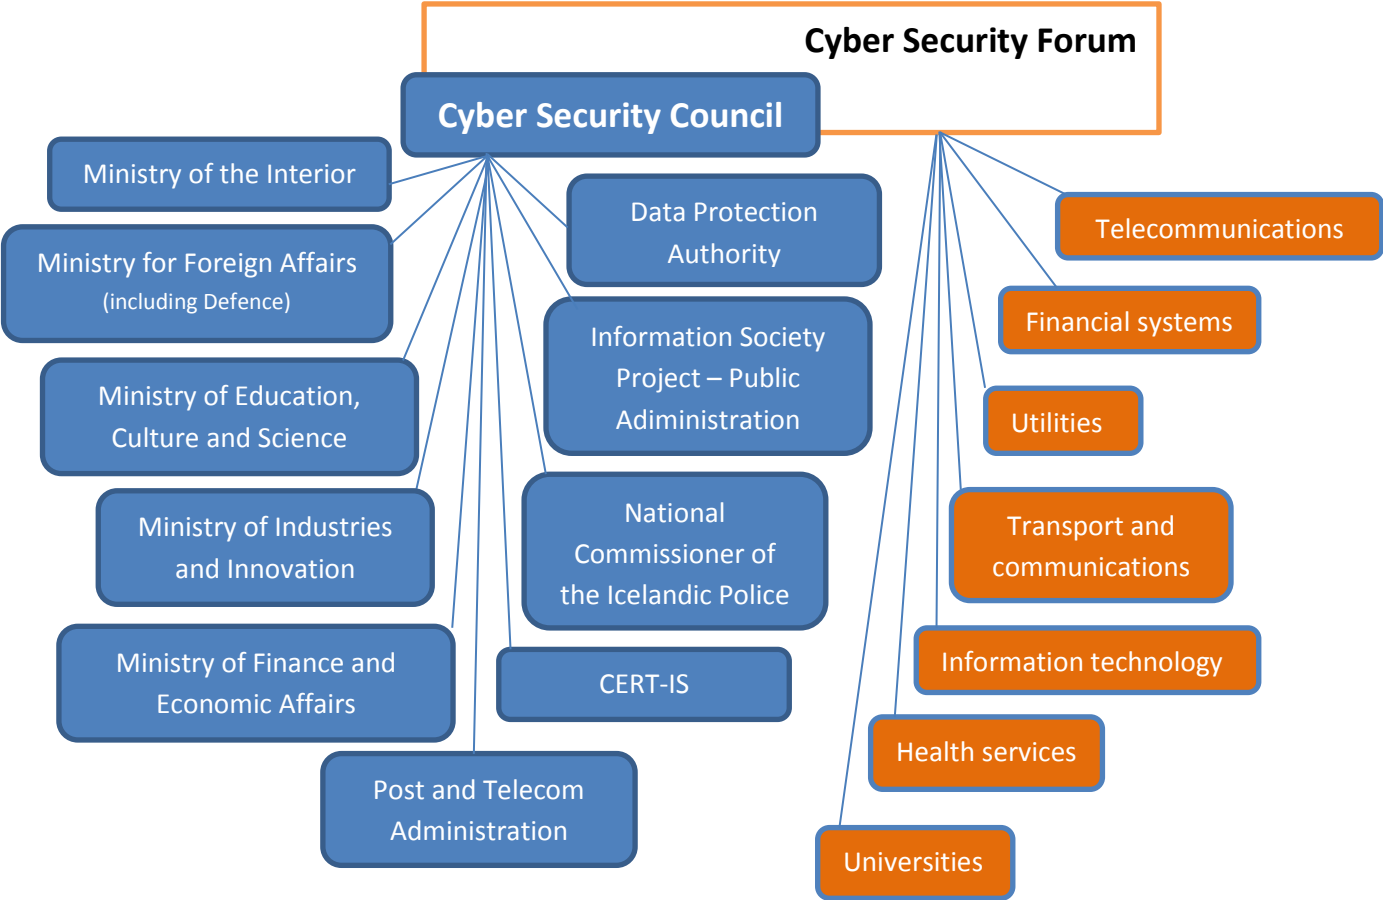 Cyber Security Forum
Cyber Security Council
Ministry of the Interior
Ministry for Foreign Affairs
(including Defence)
Ministry of Education,
Culture and Science
Ministry of Industries
and Innovation
Ministry of Finance and
Economic Affairs
Post and Telecom
Administration
Data Protection
Authority
Information Society
Project – Public
Adiministration
National
Commissioner of
the Icelandic Police
CERT-IS
Telecommunications
Financial systems
Utilities
Transport and
communications
Information technology
Health services
Universities